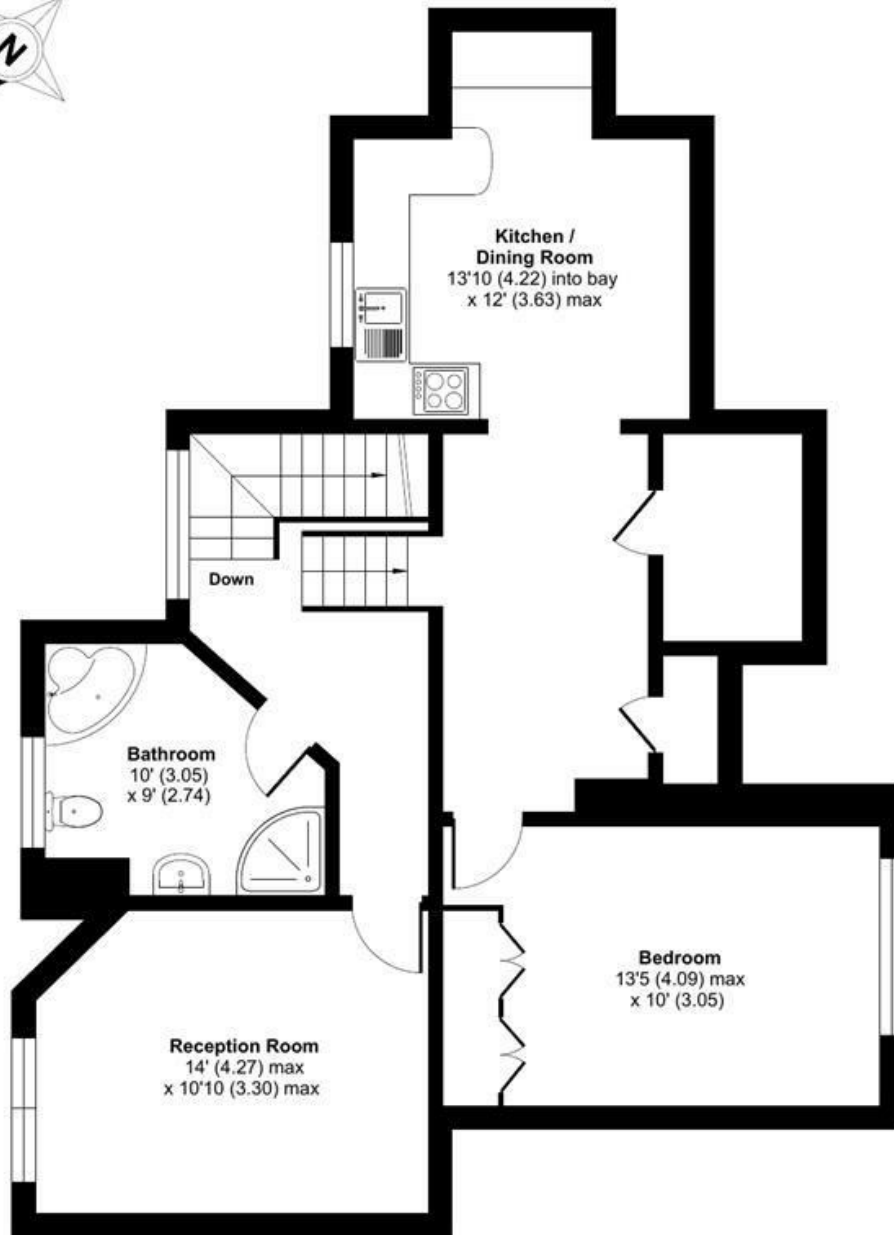 N
Kitchen /
Dining Room
13'10 (4.22) into bay
x 12' (3.63) max
Down
Bathroom
10' (3.05)
x 9' (2.74)
Bedroom
13'5 (4.09) max
x 10' (3.05)
Reception Room
14' (4.27) max
x 10'10 (3.30) max